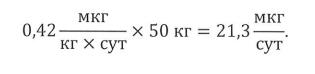 0,42 мкг/(кг × сут) × 50 кг = 21,3 мкг/сут.